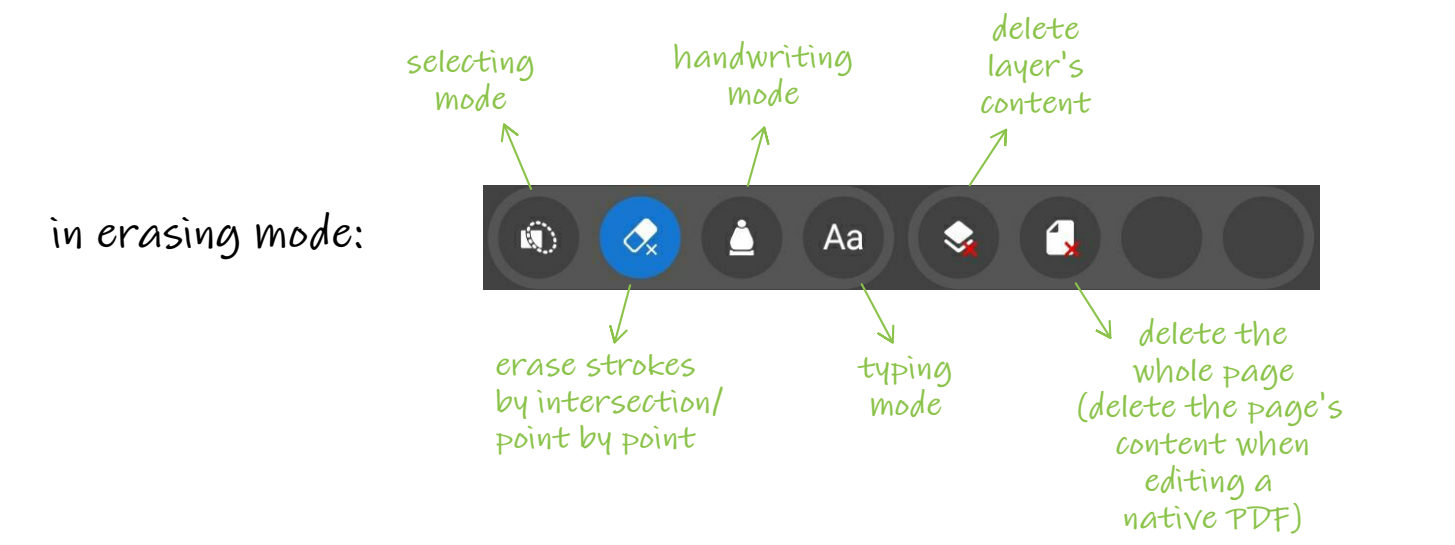 selecting
mode
handwriting
mode
delete
layer's
content
in erasing mode:
Aa
erase strokes
by intersection/
point by point
typing
mode
delete the
whole page
(delete the page's
content when
editing a
native PDF)